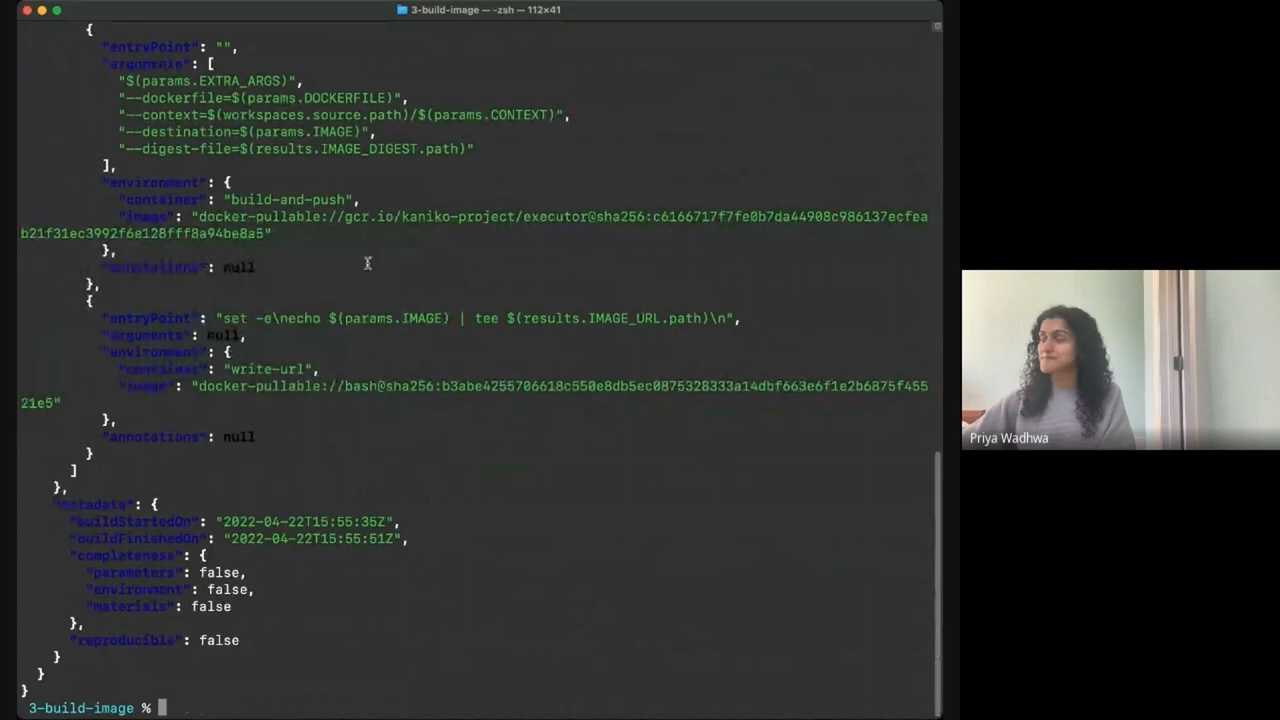 3-build-image — -zsh — 112×41
{
"entryPoint": "",
"arguments": [
"$(params.EXTRA_ARGS)",
"--dockerfile=$(params.DOCKERFILE)",
"--context=$(workspaces.source.path)/$(params.CONTEXT)",
"--destination=$(params.IMAGE)",
"--digest-file=$(results.IMAGE_DIGEST.path)"
],
"environment": {
"container": "build-and-push",
"image": "docker-pullable://gcr.io/kaniko-project/executor@sha256:c6166717f7fe0b7da44908c986137ecfea
b21f31ec3992f6e128fff8a94be8a5"
},
"annotations": null
},
{
"entryPoint": "set -e\necho $(params.IMAGE) | tee $(results.IMAGE_URL.path)\n",
"arguments": null,
"environment": {
"container": "write-url",
"image": "docker-pullable://bash@sha256:b3abe4255706618c550e8db5ec0875328333a14dbf663e6f1e2b6875f455
21e5"
},
"annotations": null
}
]
},
"metadata": {
"buildStartedOn": "2022-04-22T15:55:35Z",
"buildFinishedOn": "2022-04-22T15:55:51Z",
"completeness": {
"parameters": false,
"environment": false,
"materials": false
},
"reproducible": false
}
}
}
3-build-image %
Priya Wadhwa